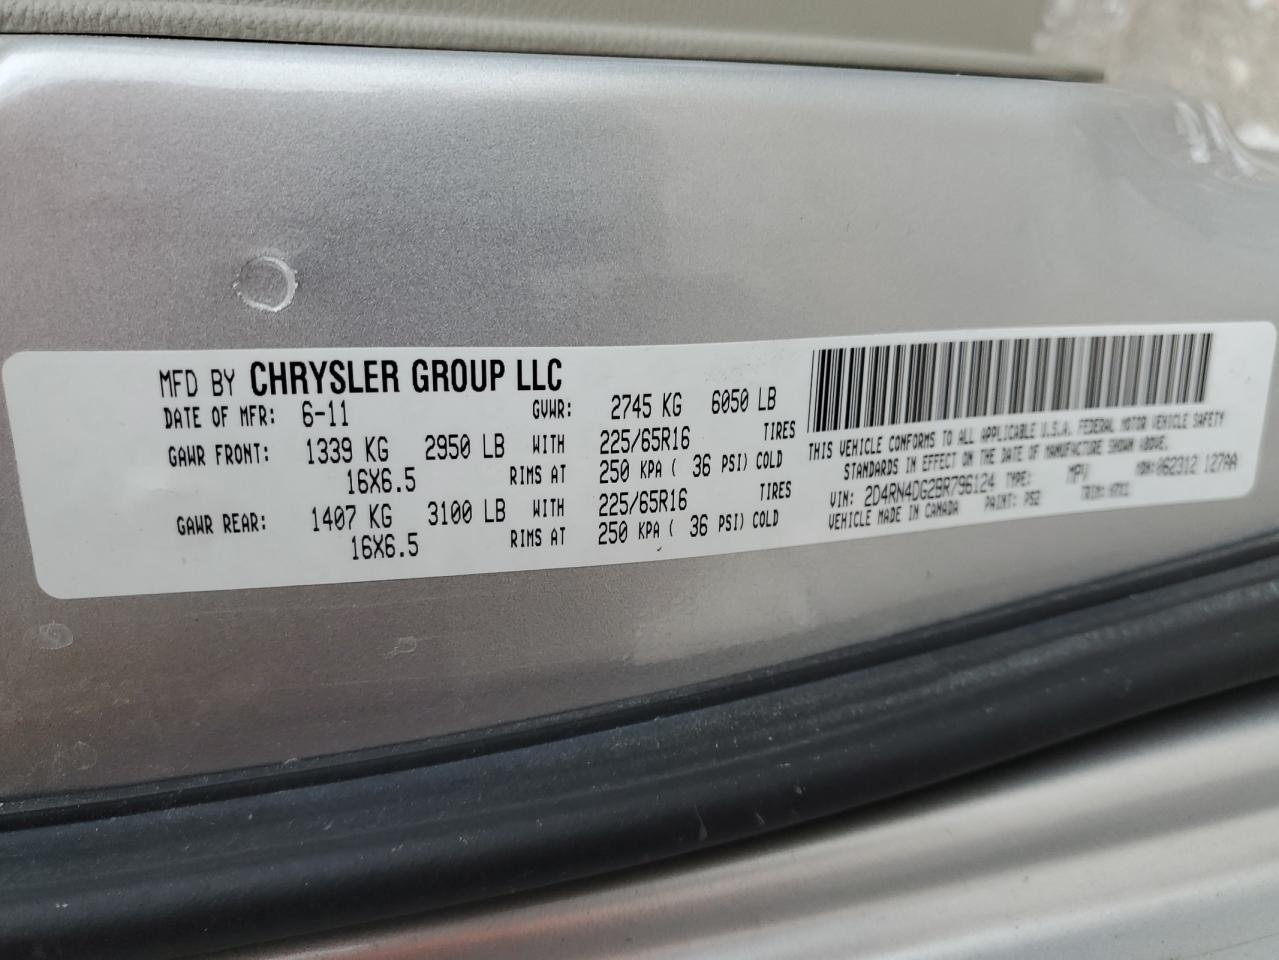 MFD BY CHRYSLER GROUP LLC
DATE OF MFR: 6-11 GVWR: 2745 KG 6050 LB
GAWR FRONT: 1339 KG 2950 LB WITH 225/65R16 TIRES
16X6.5 RIMS AT 250 KPA ( 36 PSI) COLD
GAWR REAR: 1407 KG 3100 LB WITH 225/65R16 TIRES
16X6.5 RIMS AT 250 KPA ( 36 PSI) COLD
THIS VEHICLE CONFORMS TO ALL APPLICABLE U.S.A. FEDERAL MOTOR VEHICLE SAFETY
STANDARDS IN EFFECT ON THE DATE OF MANUFACTURE SHOWN ABOVE.
VIN: 2D4RN4DG2BR796124 TYPE: MPV MDH: 062312 127AA
VEHICLE MADE IN CANADA PAINT: PS2 TRIM: